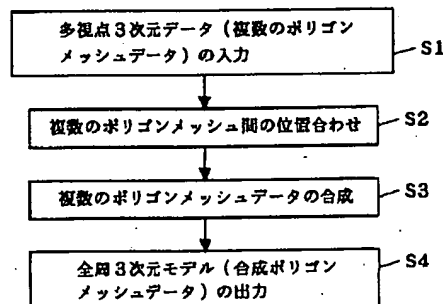 多視点3次元データ(複数のポリゴン
メッシュデータ)の入力
S1
複数のポリゴンメッシュ間の位置合わせ
S2
複数のポリゴンメッシュデータの合成
S3
全周3次元モデル(合成ポリゴン
メッシュデータ)の出力
S4